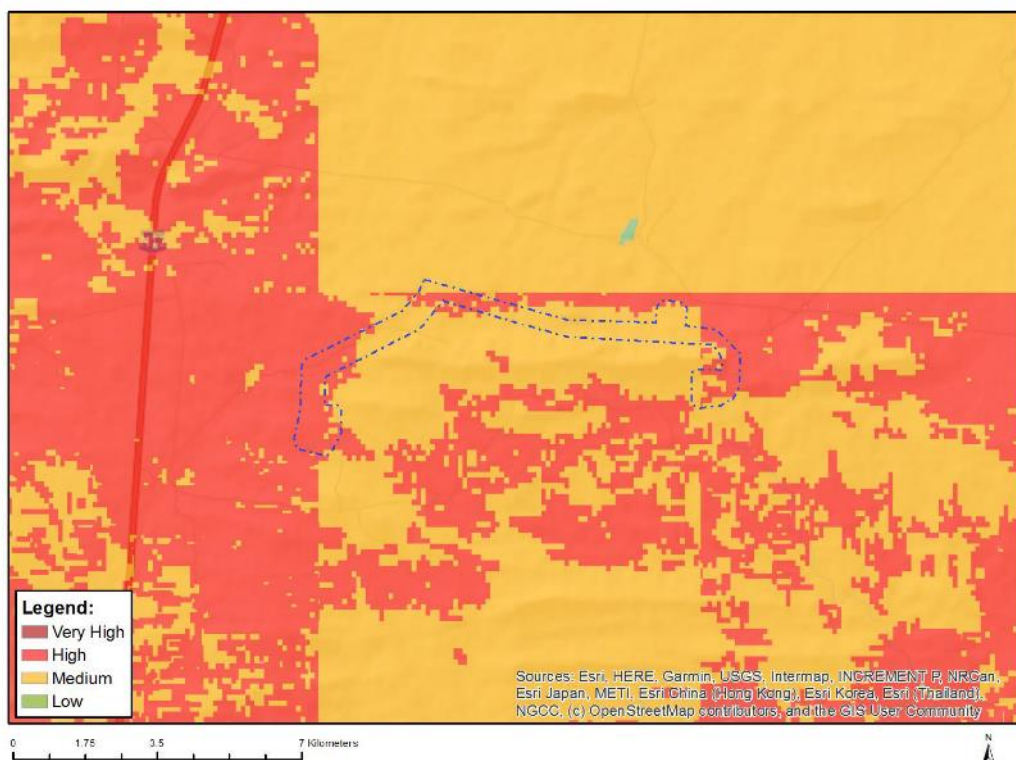 Legend:
Very High
High
Medium
Low
Sources: Esri, HERE, Garmin, USGS, Intermap, INCREMENT P, NRCan,
Esri Japan, METI, Esri China (Hong Kong), Esri Korea, Esri (Thailand),
NGCC, (c) OpenStreetMap contributors, and the GIS User Community
0 1.75 3.5 7 Kilometers
N